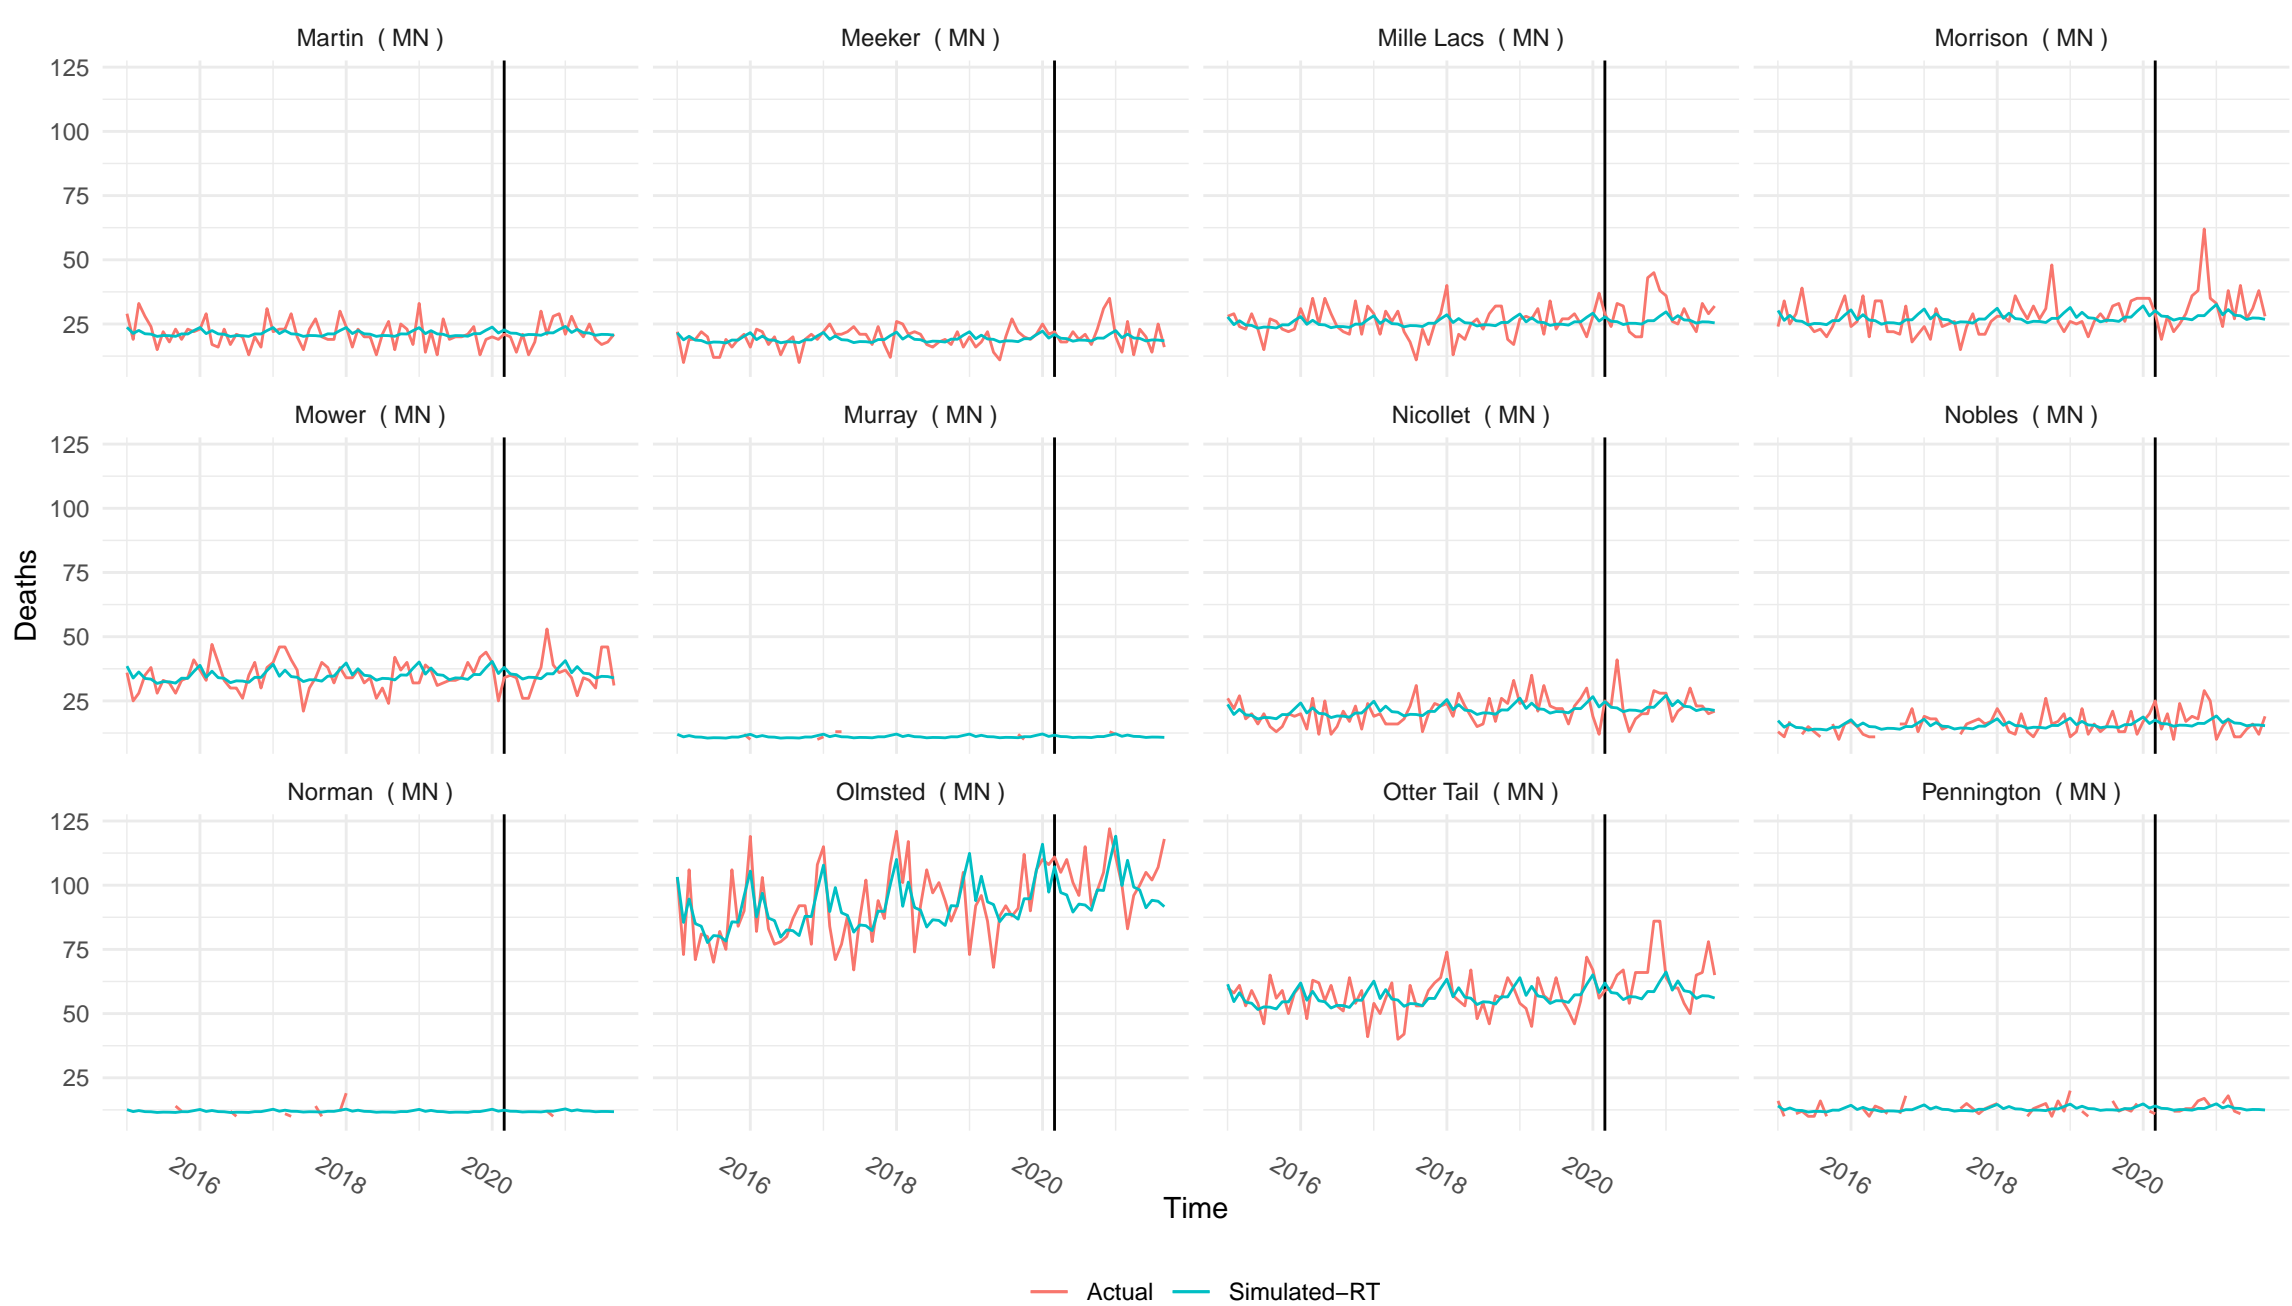 Martin ( MN ) Meeker ( MN ) Mille Lacs ( MN ) Morrison ( MN )
125
100
75
50
25
Mower ( MN ) Murray ( MN ) Nicollet ( MN ) Nobles ( MN )
125
100
75
50
25
Deaths
Norman ( MN ) Olmsted ( MN ) Otter Tail ( MN ) Pennington ( MN )
125
100
75
50
25
2016 2018 2020 2016 2018 2020 2016 2018 2020 2016 2018 2020
Time
Actual Simulated−RT